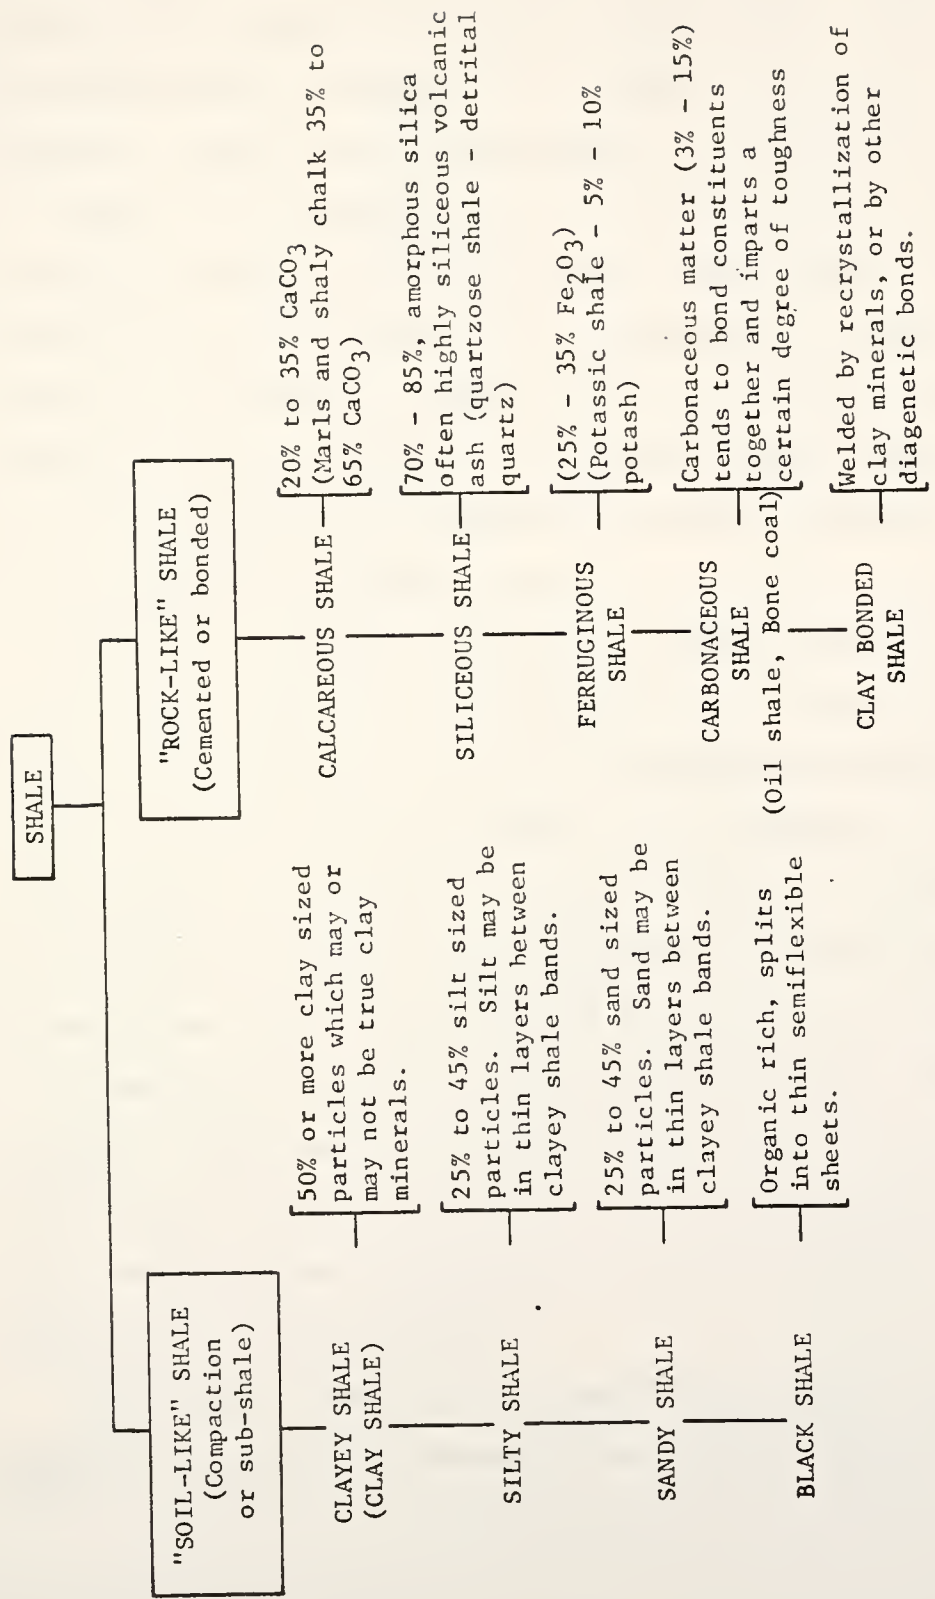 SHALE
"SOIL-LIKE" SHALE
(Compaction
or sub-shale)
CLAYEY SHALE
(CLAY SHALE)
50% or more clay sized
particles which may or
may not be true clay
minerals.
SILTY SHALE
25% to 45% silt sized
particles. Silt may be
in thin layers between
clayey shale bands.
SANDY SHALE
25% to 45% sand sized
particles. Sand may be
in thin layers between
clayey shale bands.
BLACK SHALE
Organic rich, splits
into thin semiflexible
sheets.
"ROCK-LIKE" SHALE
(Cemented or bonded)
CALCAREOUS SHALE
20% to 35% CaCO3
(Marls and shaly chalk 35% to
65% CaCO3)
SILICEOUS SHALE
70% - 85%, amorphous silica
often highly siliceous volcanic
ash (quartzose shale - detrital
quartz)
FERRUGINOUS
SHALE
(25% - 35% Fe2O3)
(Potassic shale - 5% - 10%
potash)
CARBONACEOUS
SHALE
(Oil shale, Bone coal)
Carbonaceous matter (3% - 15%)
tends to bond constituents
together and imparts a
certain degree of toughness
CLAY BONDED
SHALE
Welded by recrystallization of
clay minerals, or by other
diagenetic bonds.